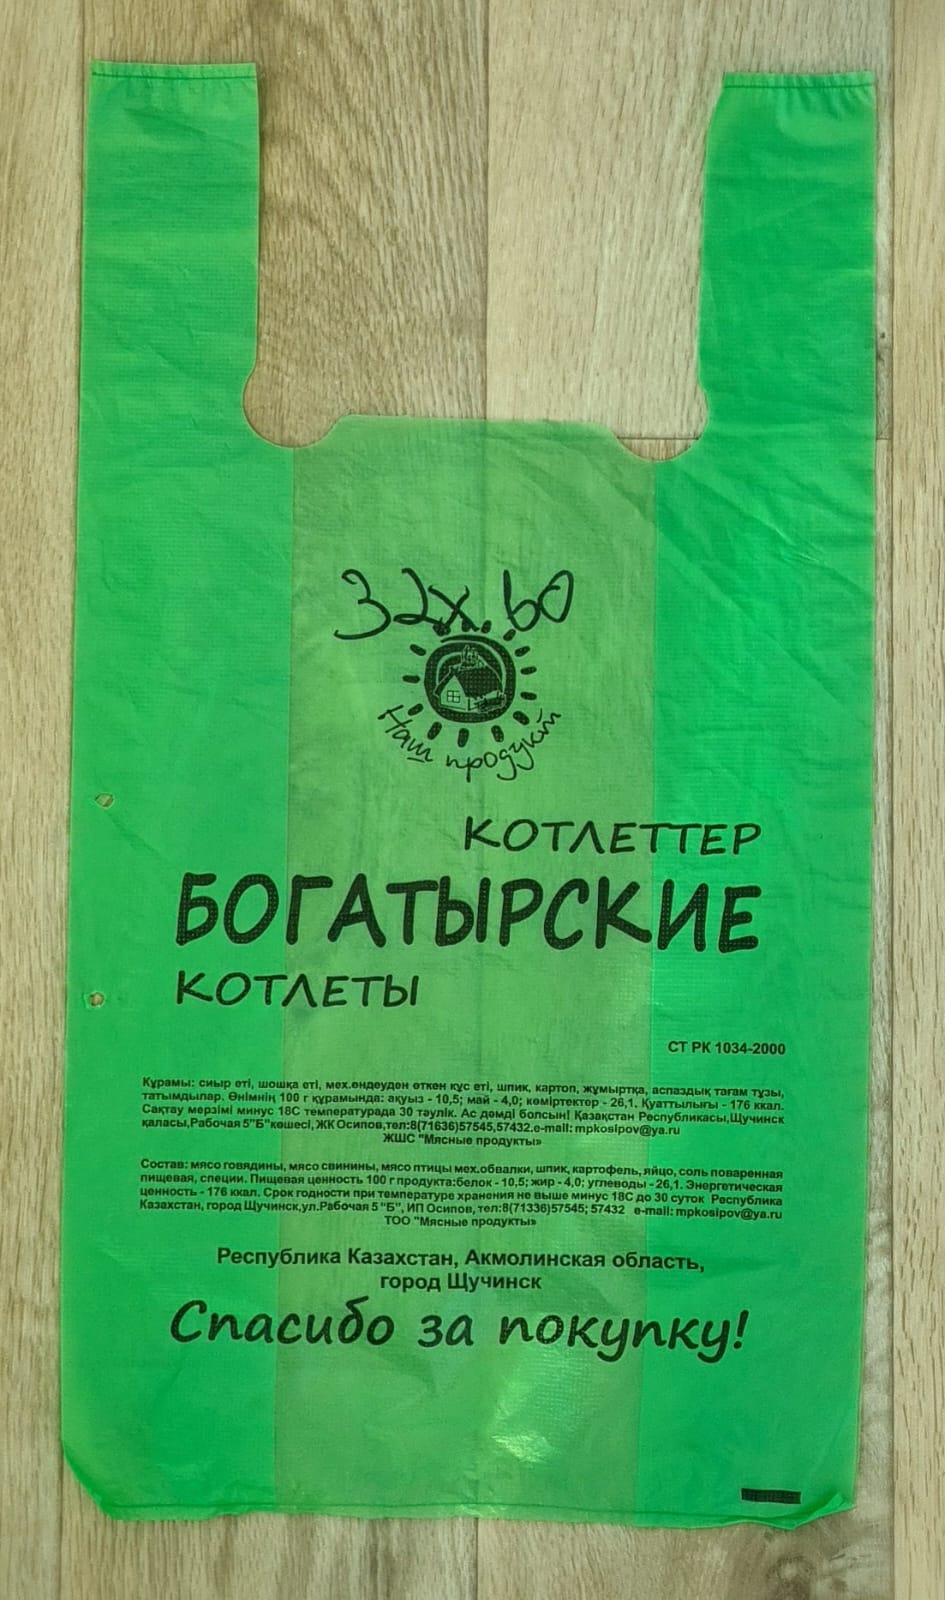 32х.60
Наш продукт
КОТЛЕТТЕР
БОГАТЫРСКИЕ
КОТЛЕТЫ
СТ РК 1034-2000
Құрамы: сиыр еті, шошқа еті, мех.өндеуден өткен құс еті, шпик, картоп, жұмыртқа, аспаздық тағам тұзы,
татымдылар. Өнімнің 100 г құрамында: ақуыз - 10,5; май - 4,0; көміртектер - 26,1. Қуаттылығы - 176 ккал.
Сақтау мерзімі минус 18С температурада 30 тәулік. Ас дәмді болсын! Қазақстан Республикасы,Щучинск
қаласы,Рабочая 5"Б"көшесі, ЖК Осипов,тел:8(71636)57545,57432.e-mail: mpkosipov@ya.ru
ЖШС "Мясные продукты»
Состав: мясо говядины, мясо свинины, мясо птицы мех.обвалки, шпик, картофель, яйцо, соль поваренная
пищевая, специи. Пищевая ценность 100 г продукта:белок - 10,5; жир - 4,0; углеводы - 26,1. Энергетическая
ценность - 176 ккал. Срок годности при температуре хранения не выше минус 18С до 30 суток Республика
Казахстан, город Щучинск,ул.Рабочая 5 "Б", ИП Осипов, тел:8(71336)57545; 57432 e-mail: mpkosipov@ya.ru
ТОО "Мясные продукты»
Республика Казахстан, Акмолинская область,
город Щучинск
Спасибо за покупку!